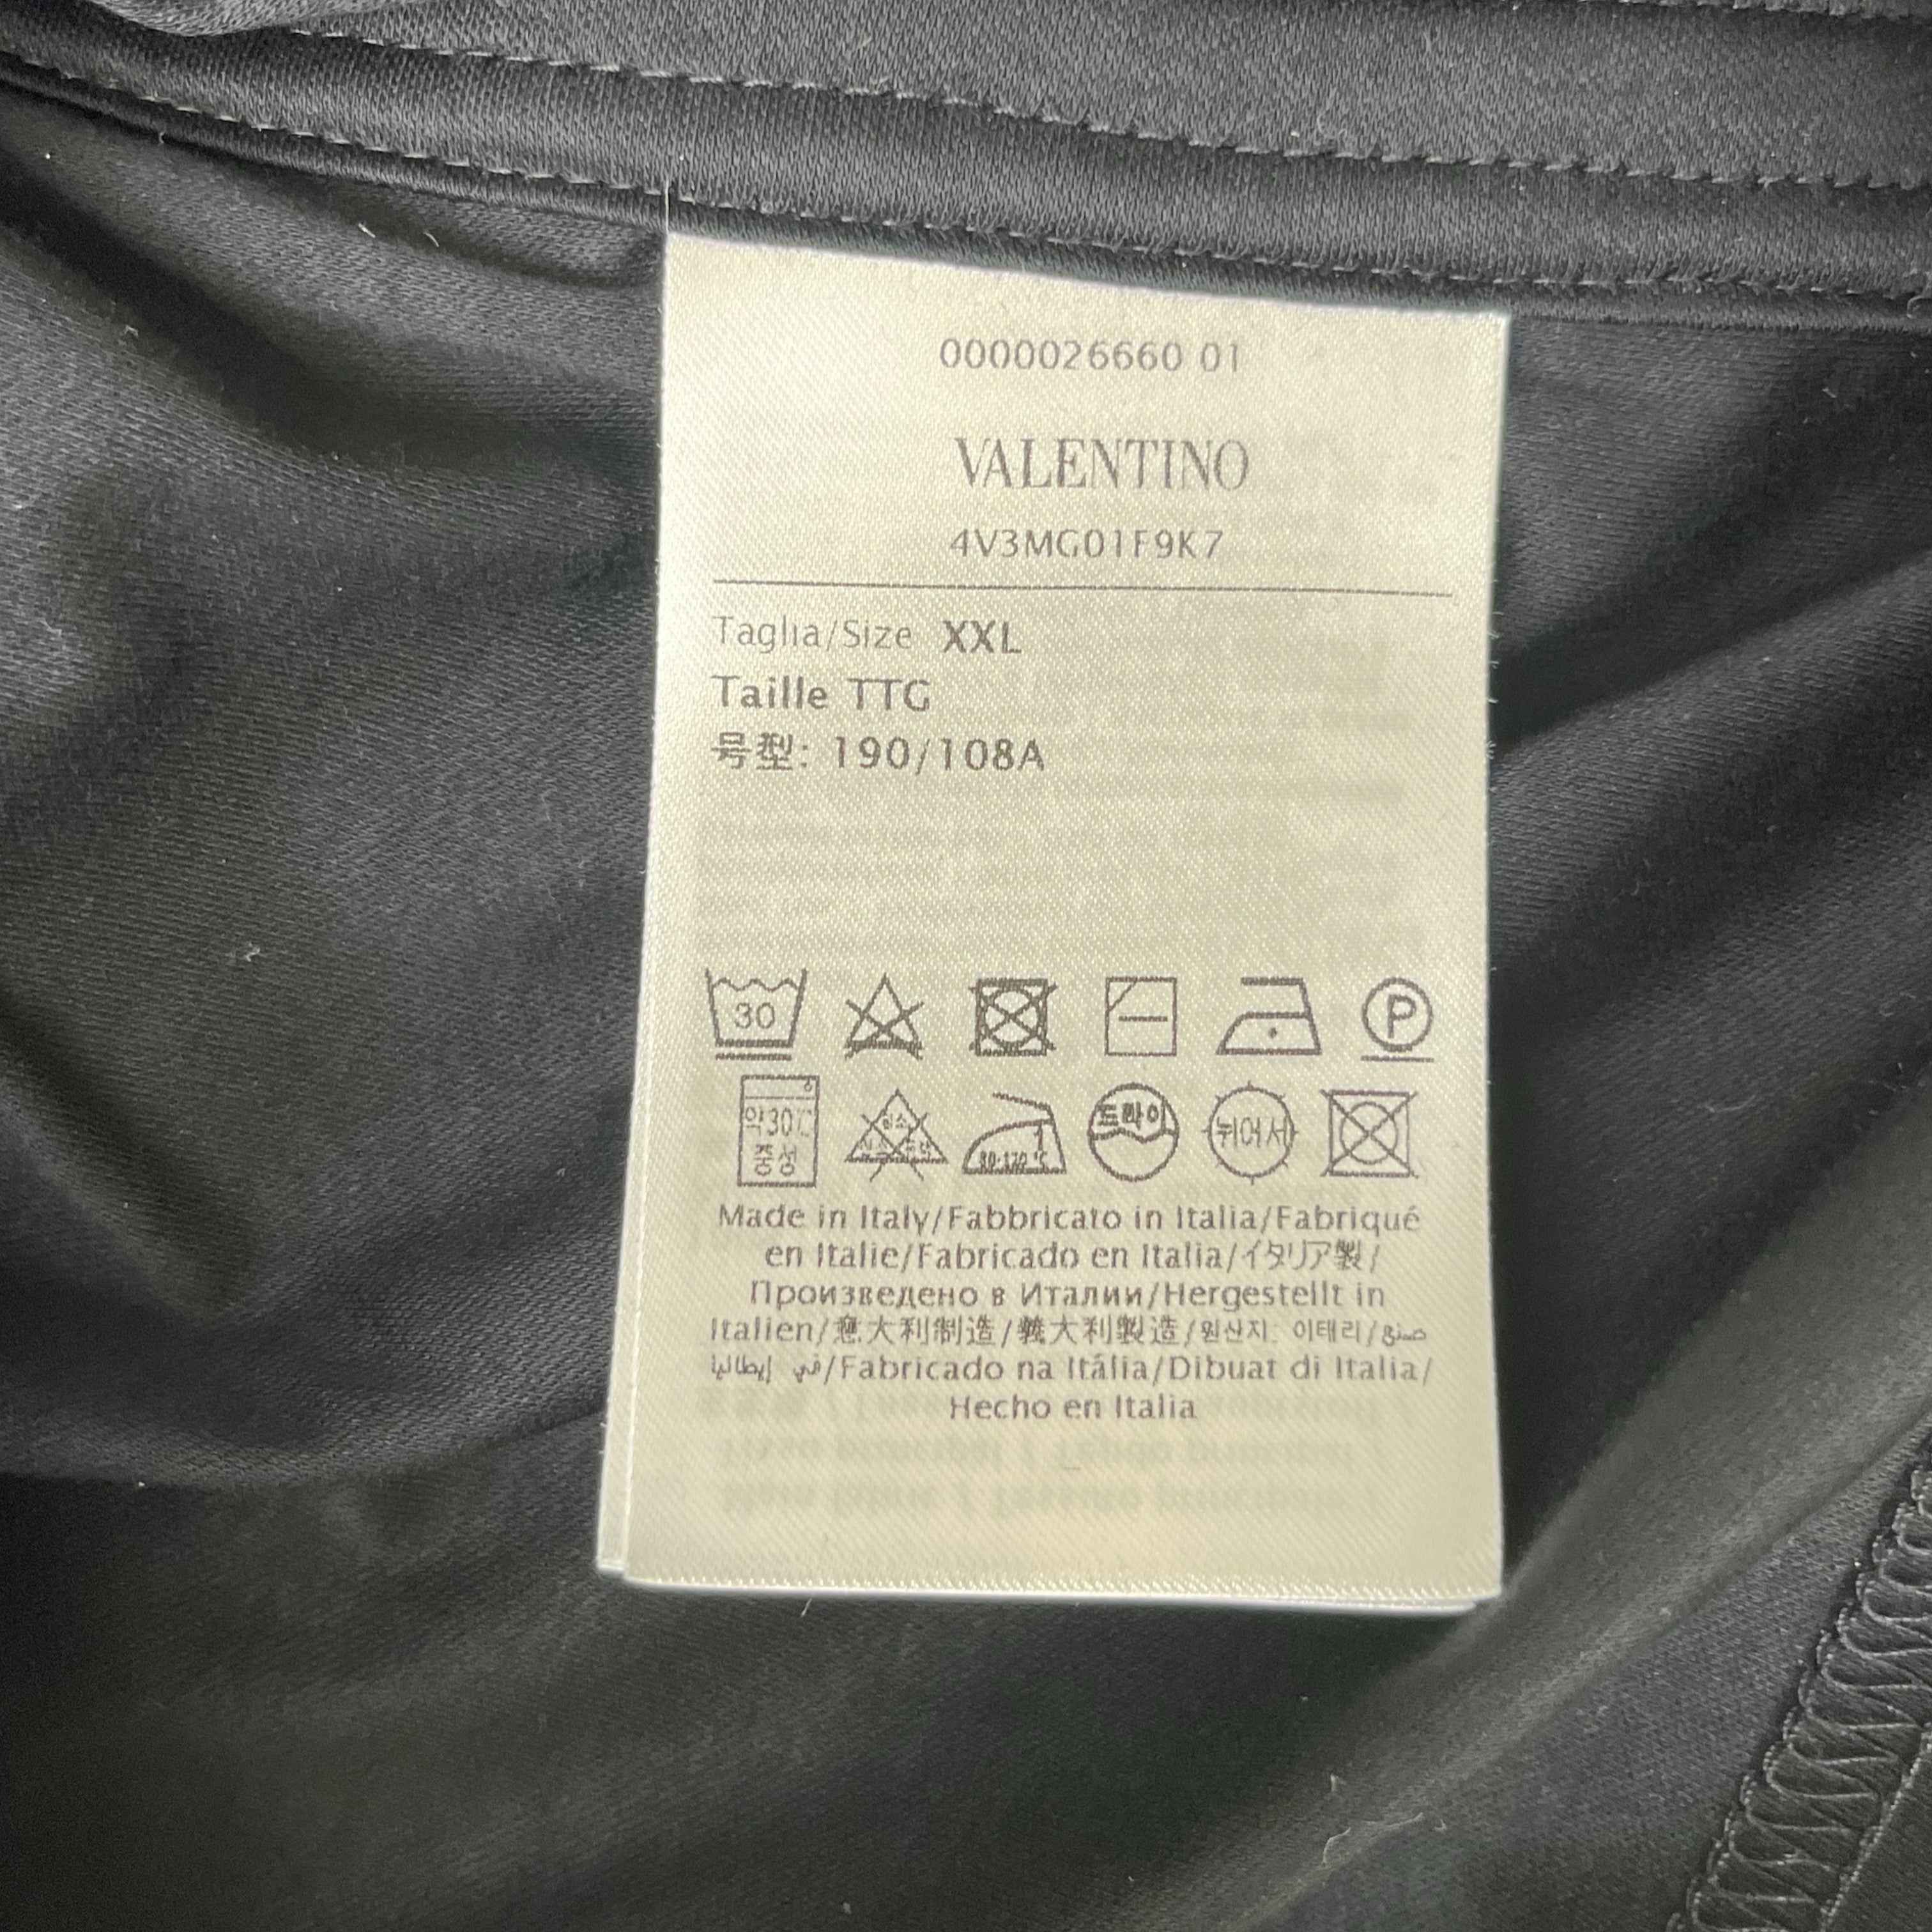 0000026660 01
VALENTINO
4V3MG01F9K7
Taglia/Size XXL
Taille TTG
号型: 190/108A
30 P
약30℃ 80-120℃ 드라이 뉘어서
중성
Made in Italy/Fabbricato in Italia/Fabriqué
en Italie/Fabricado en Italia/イタリア製/
Произведено в Италии/Hergestellt in
Italien/意大利制造/義大利製造/원산지: 이태리/صنع
في إيطاليا/Fabricado na Itália/Dibuat di Italia/
Hecho en Italia